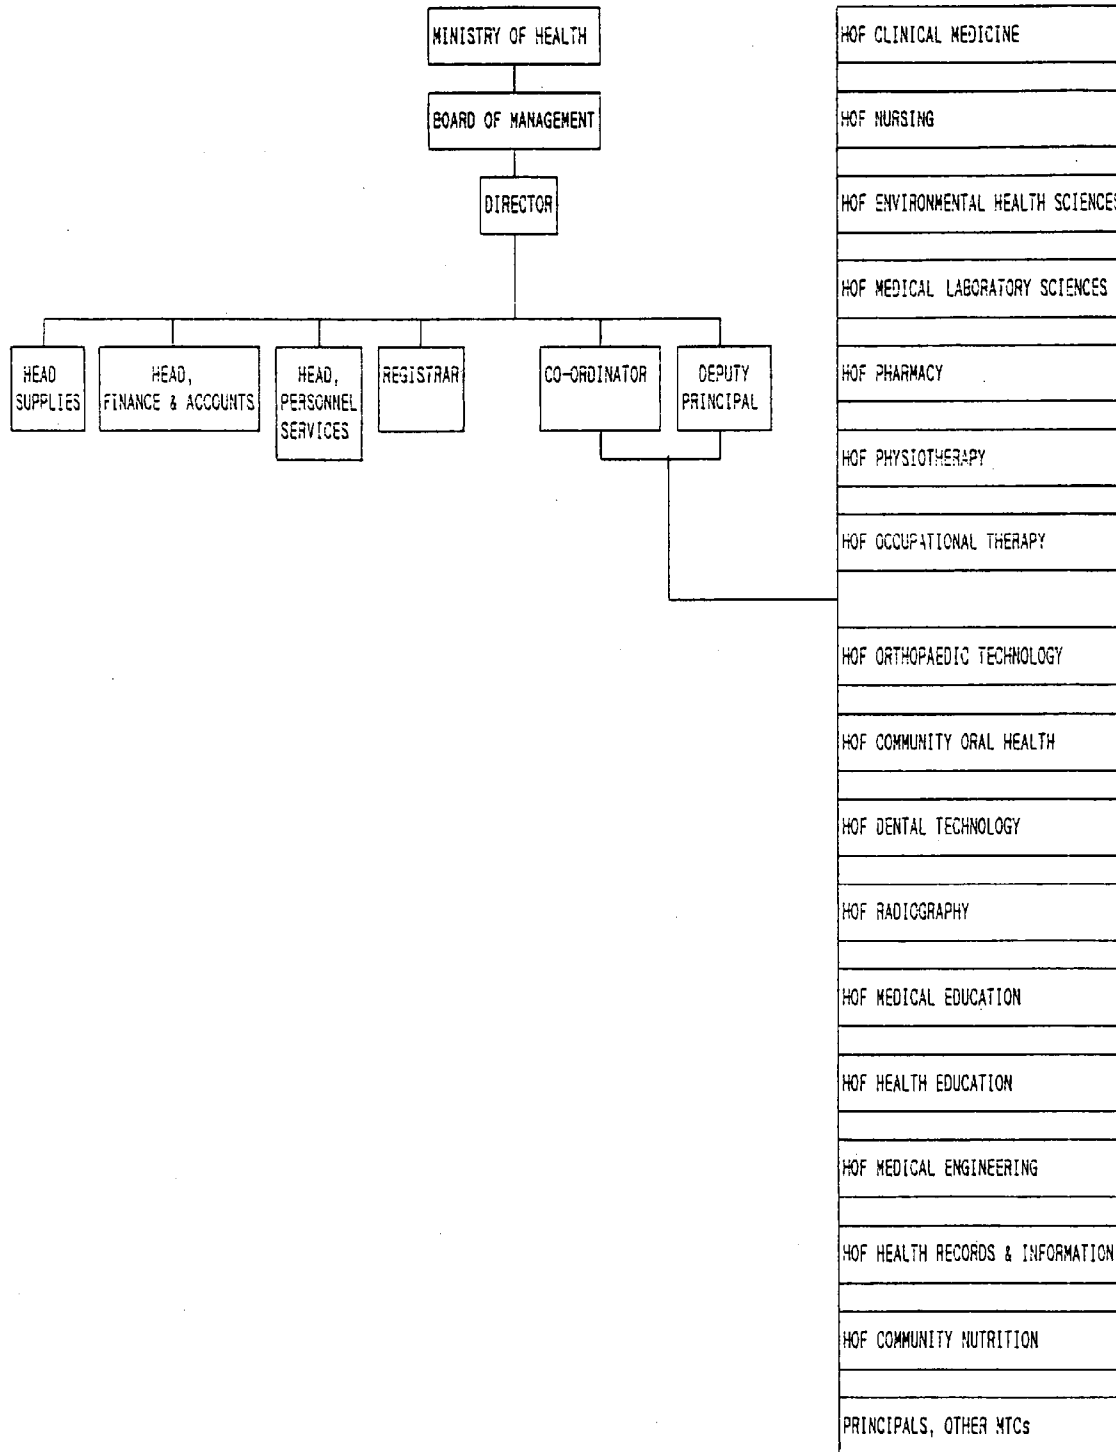 MINISTRY OF HEALTH
BOARD OF MANAGEMENT
DIRECTOR
HEAD
SUPPLIES
HEAD,
FINANCE & ACCOUNTS
HEAD,
PERSONNEL
SERVICES
REGISTRAR
CO-ORDINATOR
DEPUTY
PRINCIPAL
HOF CLINICAL MEDICINE
HOF NURSING
HOF ENVIRONMENTAL HEALTH SCIENCES
HOF MEDICAL LABORATORY SCIENCES
HOF PHARMACY
HOF PHYSIOTHERAPY
HOF OCCUPATIONAL THERAPY
HOF ORTHOPAEDIC TECHNOLOGY
HOF COMMUNITY ORAL HEALTH
HOF DENTAL TECHNOLOGY
HOF RADIOGRAPHY
HOF MEDICAL EDUCATION
HOF HEALTH EDUCATION
HOF MEDICAL ENGINEERING
HOF HEALTH RECORDS & INFORMATION
HOF COMMUNITY NUTRITION
PRINCIPALS, OTHER MTCs